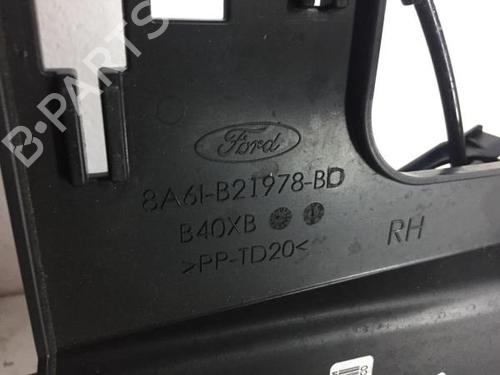 B-PARTS
Ford
8A61-B21978-BD
B40XB
RH
>PP-TD20<